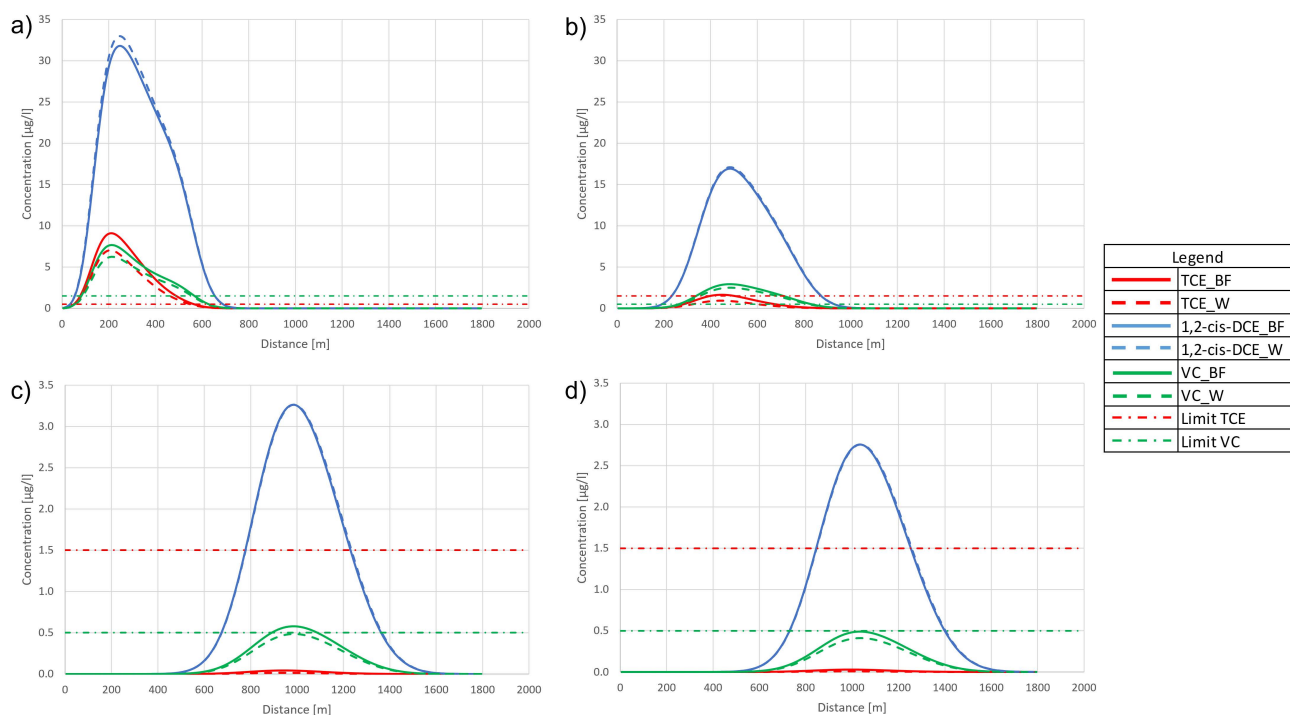 a)
Concentration [µg/l]
35
30
25
20
15
10
5
0
0 200 400 600 800 1000 1200 1400 1600 1800 2000
Distance [m]
b)
Concentration [µg/l]
35
30
25
20
15
10
5
0
0 200 400 600 800 1000 1200 1400 1600 1800 2000
Distance [m]
Legend
TCE_BF
TCE_W
1,2-cis-DCE_BF
1,2-cis-DCE_W
VC_BF
VC_W
Limit TCE
Limit VC
c)
Concentration [µg/l]
3.5
3.0
2.5
2.0
1.5
1.0
0.5
0.0
0 200 400 600 800 1000 1200 1400 1600 1800 2000
Distance [m]
d)
Concentration [µg/l]
3.5
3.0
2.5
2.0
1.5
1.0
0.5
0.0
0 200 400 600 800 1000 1200 1400 1600 1800 2000
Distance [m]